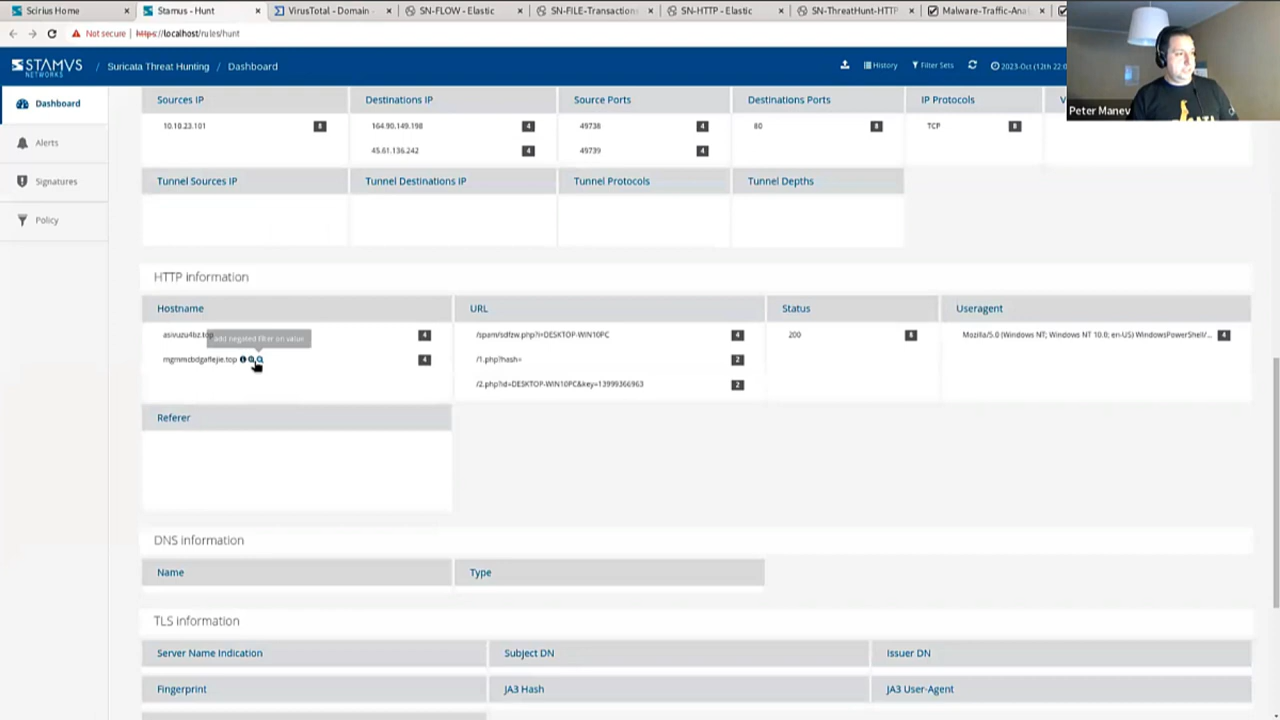 Scirius Home × Stamus - Hunt × VirusTotal - Domain × SN-FLOW - Elastic × SN-FILE-Transaction × SN-HTTP - Elastic × SN-ThreatHunt-HTTP × Malware-Traffic-Ana ×
Not secure https://localhost/rules/hunt
STAMVS NETWORKS / Suricata Threat Hunting / Dashboard History Filter Sets 2023-Oct (12th 22:0
Peter Manev
Dashboard
Alerts
Signatures
Policy
Sources IP Destinations IP Source Ports Destinations Ports IP Protocols V
10.10.23.101 8 164.90.149.198 4 49738 4 80 8 TCP 8
45.61.136.242 4 49739 4
Tunnel Sources IP Tunnel Destinations IP Tunnel Protocols Tunnel Depths
HTTP information
Hostname URL Status Useragent
asivuzu4bz.top 4 /1.php?hash= 2 200 8 Mozilla/5.0 (Windows NT; Windows NT 10.0; en-US) WindowsPowerShell/... 4
add negated filter on value
4 /spam/sdfzw.php?i=DESKTOP-WIN10PC 4
/2.php?id=DESKTOP-WIN10PC&key=13999366963 2
Referer
DNS information
Name Type
TLS information
Server Name Indication Subject DN Issuer DN
Fingerprint JA3 Hash JA3 User-Agent